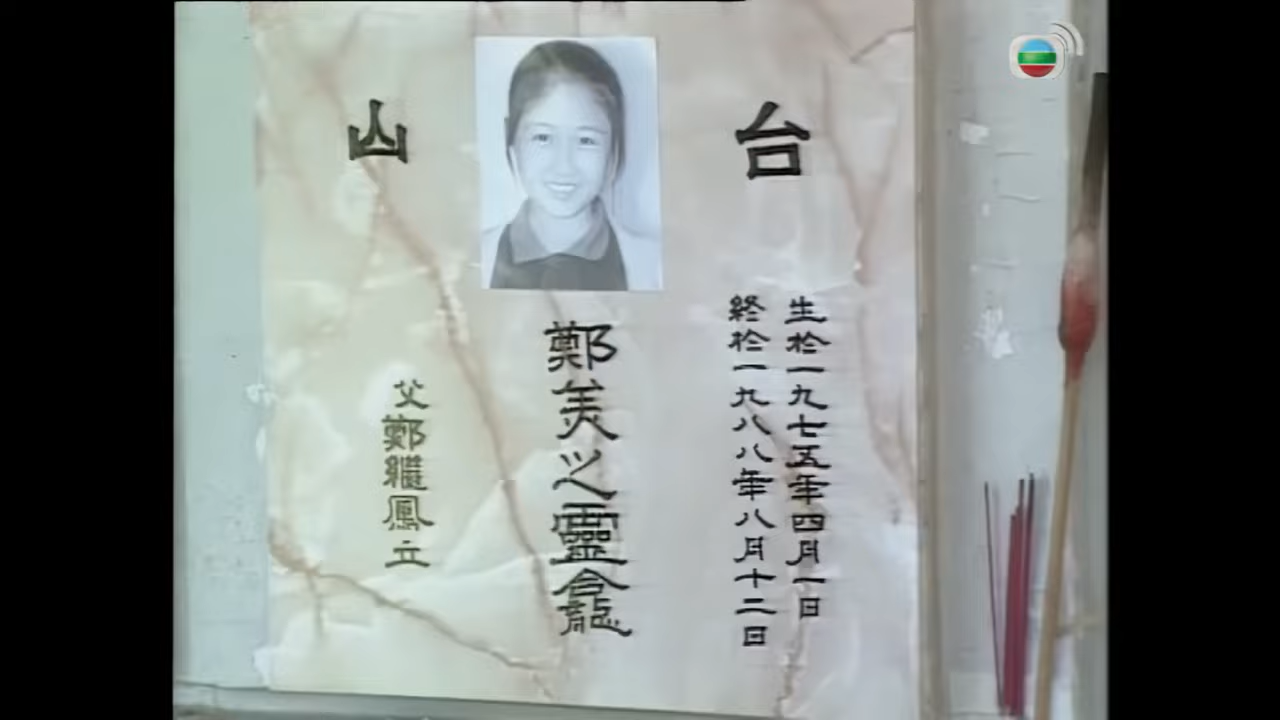 台山
生於一九七五年四月一日
終於一九八八年八月十二日
鄭美之靈龕
父鄭繼鳳立